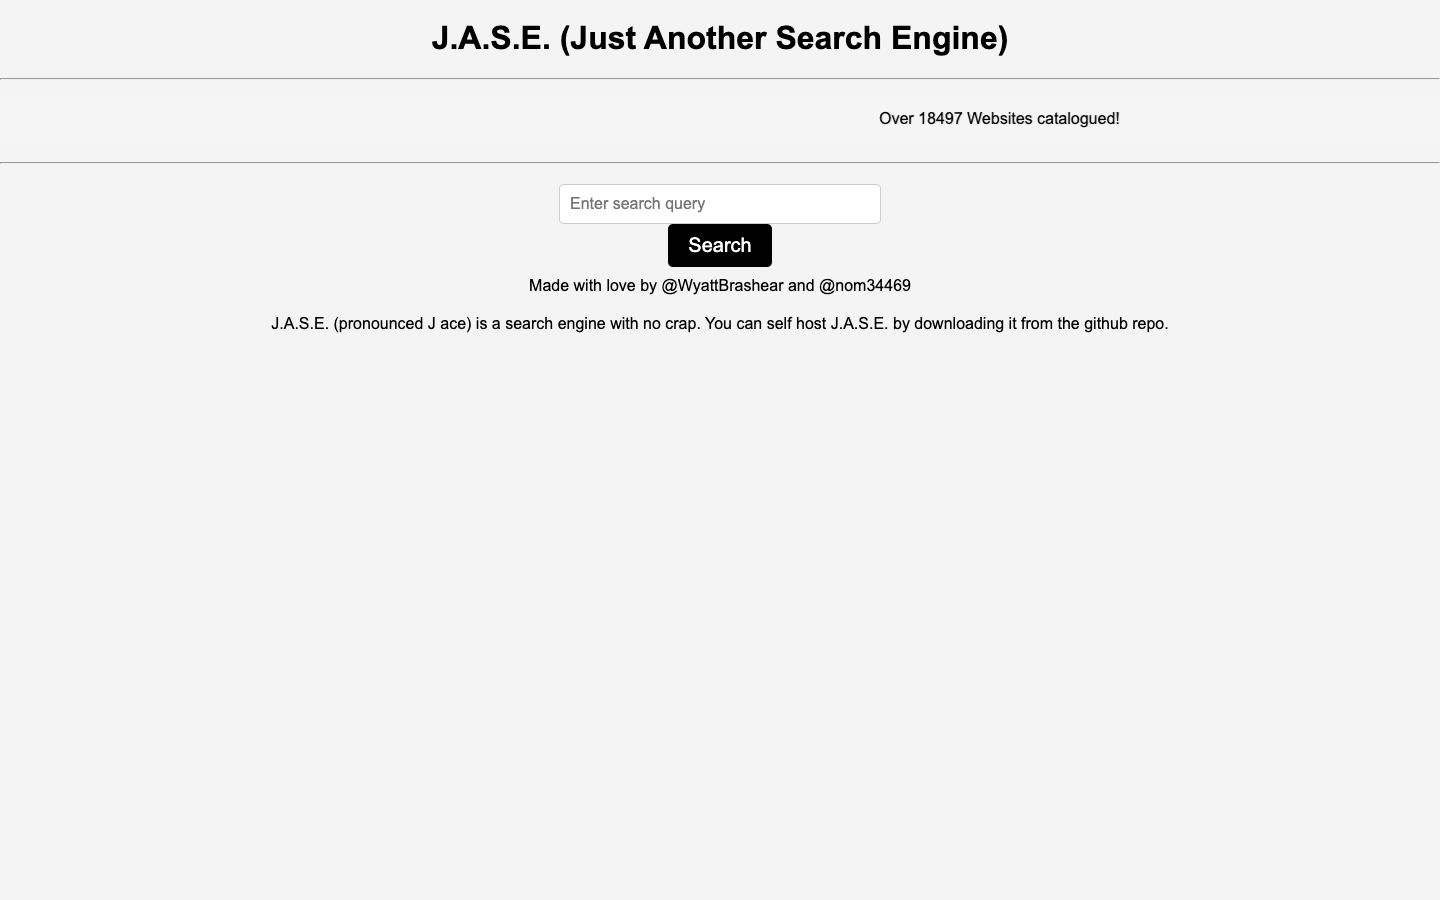 J.A.S.E. (Just Another Search Engine)
Over 18497 Websites catalogued!
Enter search query
Search
Made with love by @WyattBrashear and @nom34469
J.A.S.E. (pronounced J ace) is a search engine with no crap. You can self host J.A.S.E. by downloading it from the github repo.